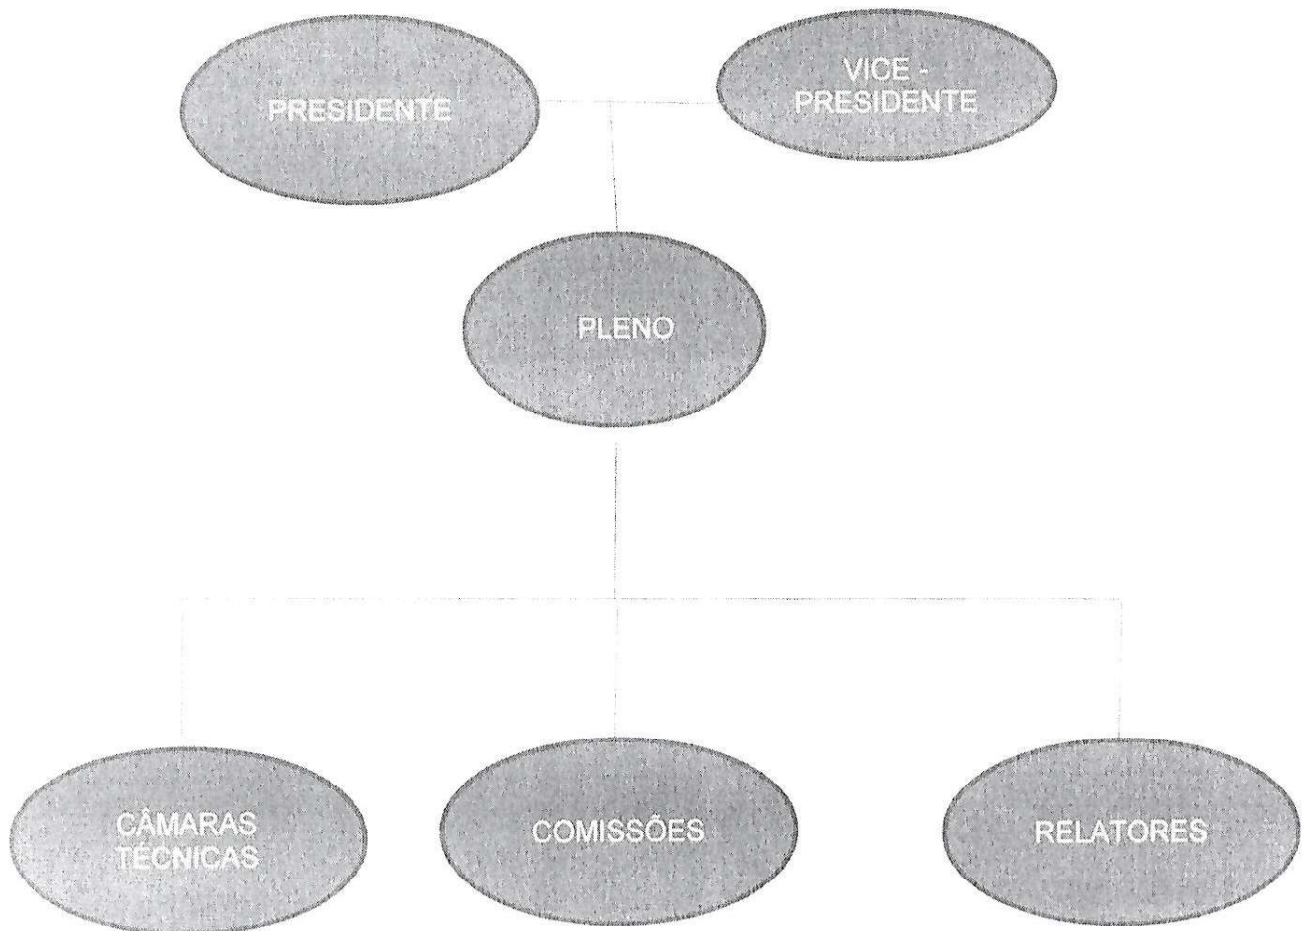 PRESIDENTE
VICE -
PRESIDENTE
PLENO
CÂMARAS
TÉCNICAS
COMISSÕES
RELATORES